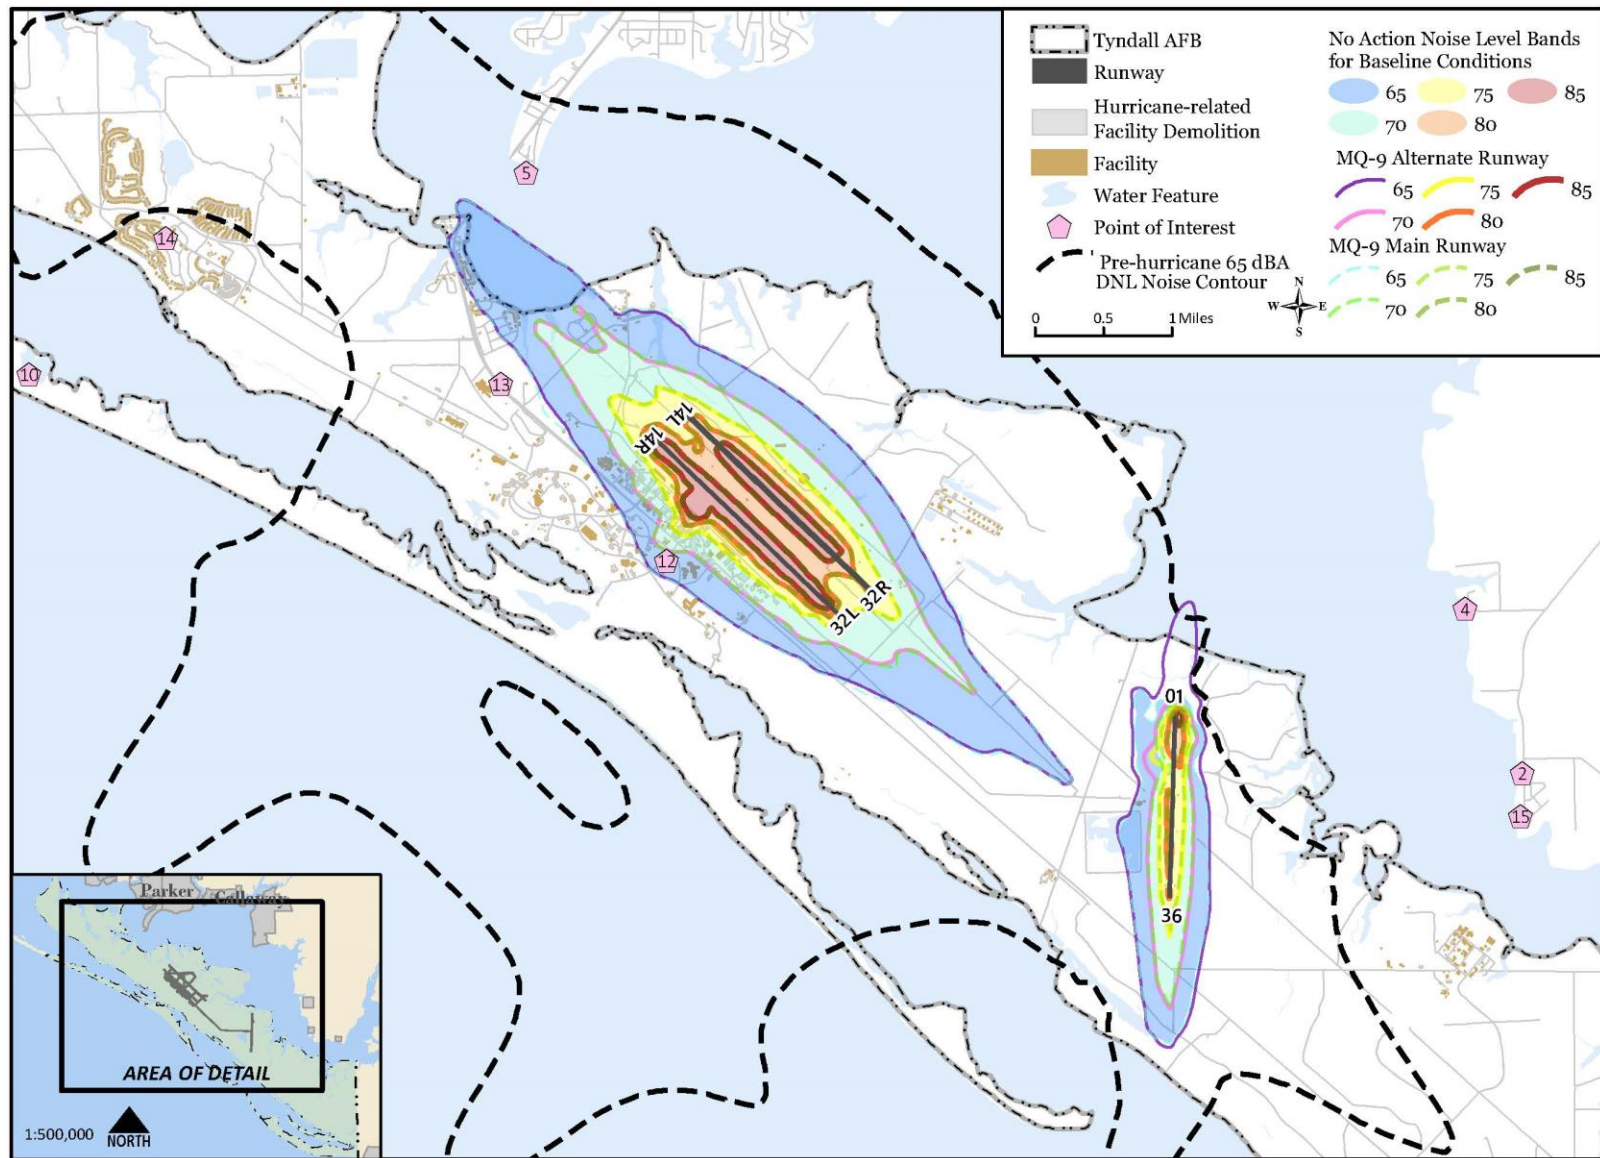 Tyndall AFB
Runway
Hurricane-related
Facility Demolition
Facility
Water Feature
Point of Interest
Pre-hurricane 65 dBA
DNL Noise Contour
0 0.5 1 Miles
N
W E
S
No Action Noise Level Bands
for Baseline Conditions
65 75 85
70 80
MQ-9 Alternate Runway
65 75 85
70 80
MQ-9 Main Runway
65 75 85
70 80
5
14
10
13
14L
14R
12
32L 32R
4
01
2
15
36
Parker
Callaway
AREA OF DETAIL
1:500,000
NORTH